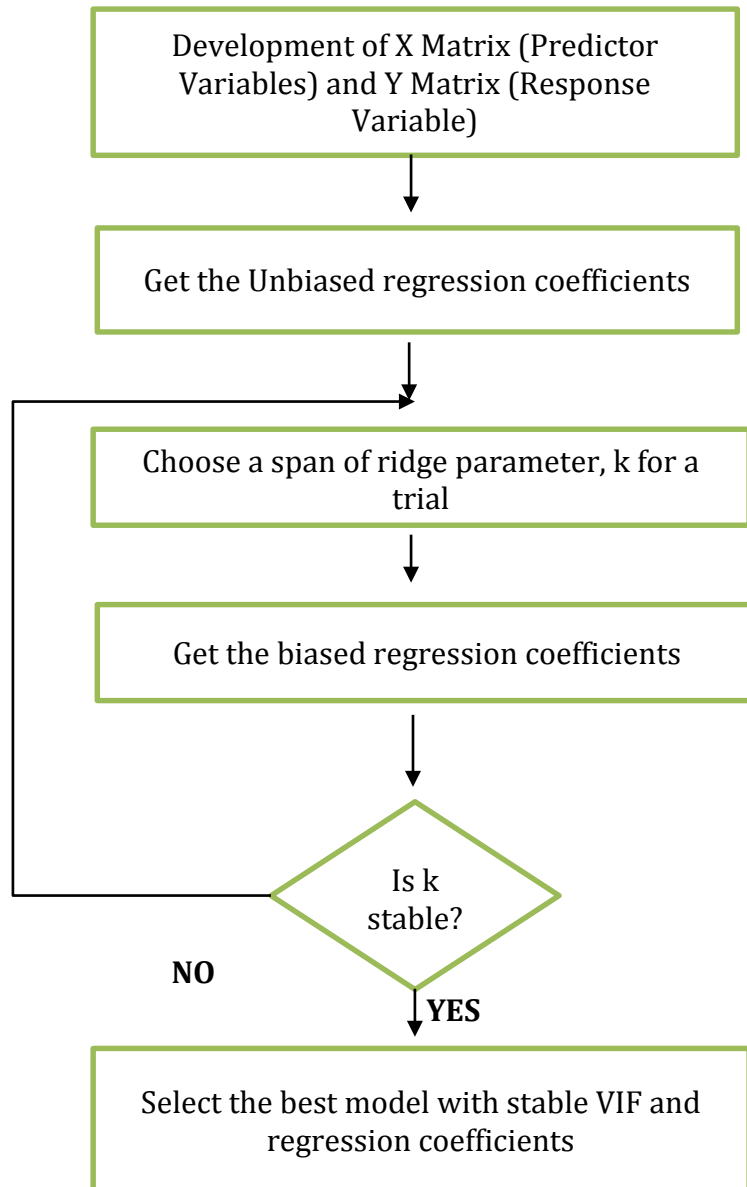 Development of X Matrix (Predictor
Variables) and Y Matrix (Response
Variable)
Get the Unbiased regression coefficients
Choose a span of ridge parameter, k for a
trial
Get the biased regression coefficients
Is k
stable?
NO
YES
Select the best model with stable VIF and
regression coefficients